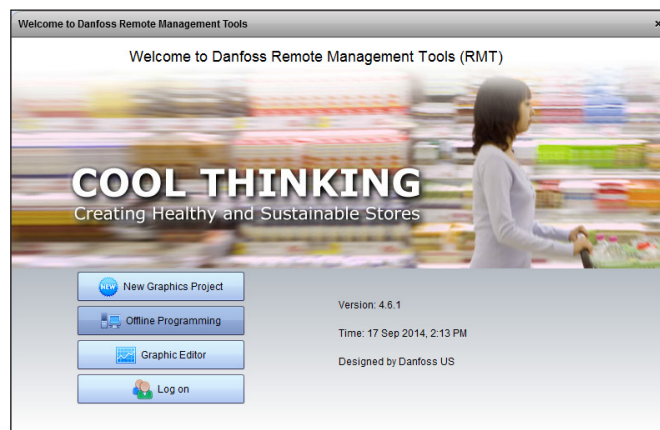 Welcome to Danfoss Remote Management Tools
Welcome to Danfoss Remote Management Tools (RMT)
COOL THINKING
Creating Healthy and Sustainable Stores
NEW New Graphics Project
Offline Programming
Graphic Editor
Log on
Version: 4.6.1
Time: 17 Sep 2014, 2:13 PM
Designed by Danfoss US